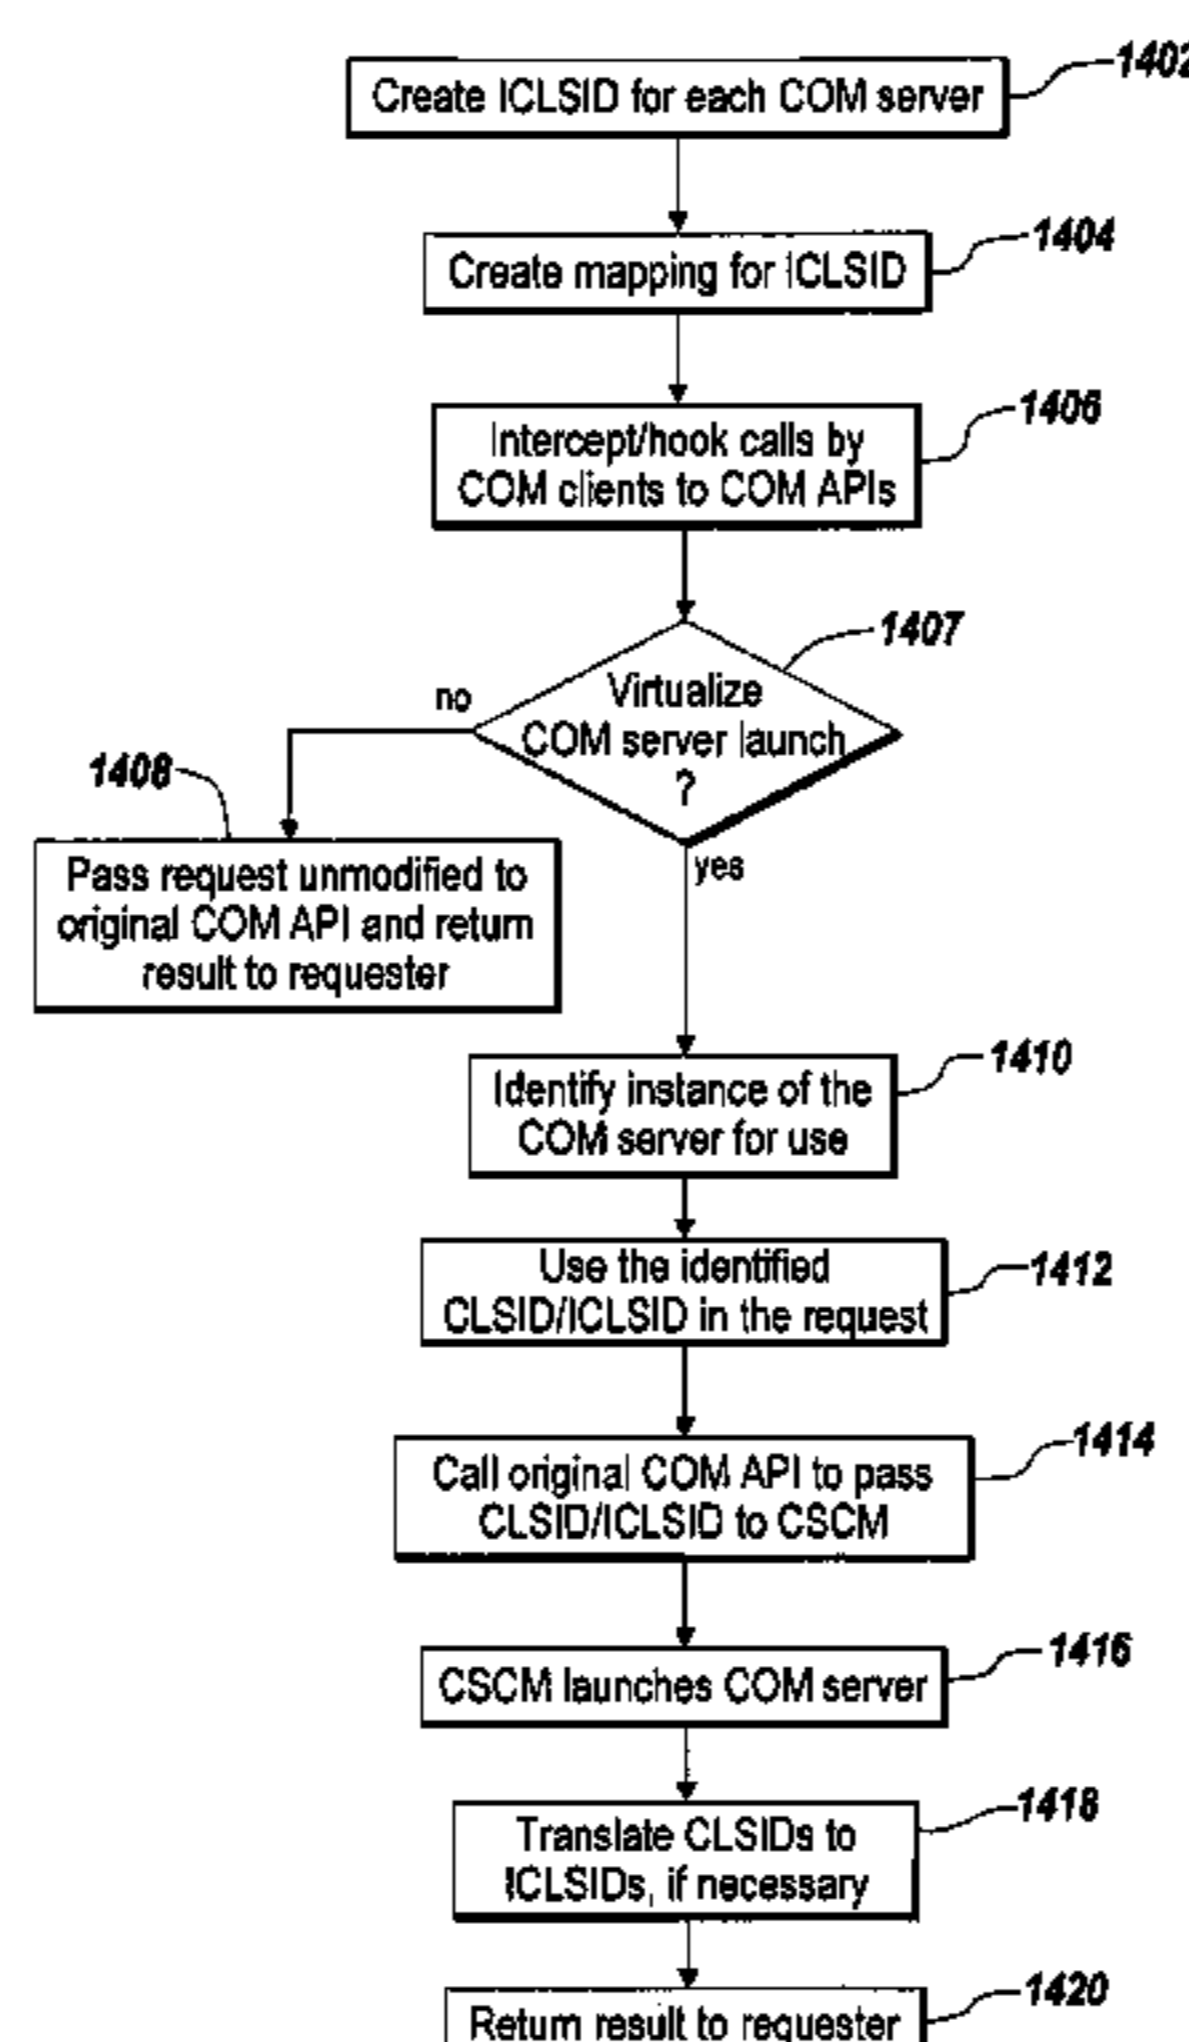 1402
Create ICLSID for each COM server
1404
Create mapping for ICLSID
1406
Intercept/hook calls by
COM clients to COM APIs
1407
no
Virtualize
COM server launch
?
1408
yes
Pass request unmodified to
original COM API and return
result to requester
1410
Identify instance of the
COM server for use
1412
Use the identified
CLSID/ICLSID in the request
1414
Call original COM API to pass
CLSID/ICLSID to CSCM
1416
CSCM launches COM server
1418
Translate CLSIDs to
ICLSIDs, if necessary
1420
Return result to requester